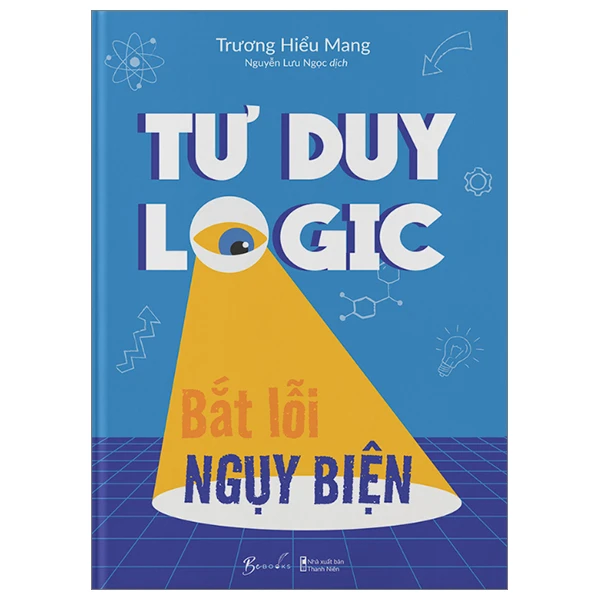 Trương Hiểu Mang
Nguyễn Lưu Ngọc dịch
TƯ DUY
LOGIC
Bắt lỗi
NGỤY BIỆN
BeBOOKS
Nhà xuất bản
Thanh Niên